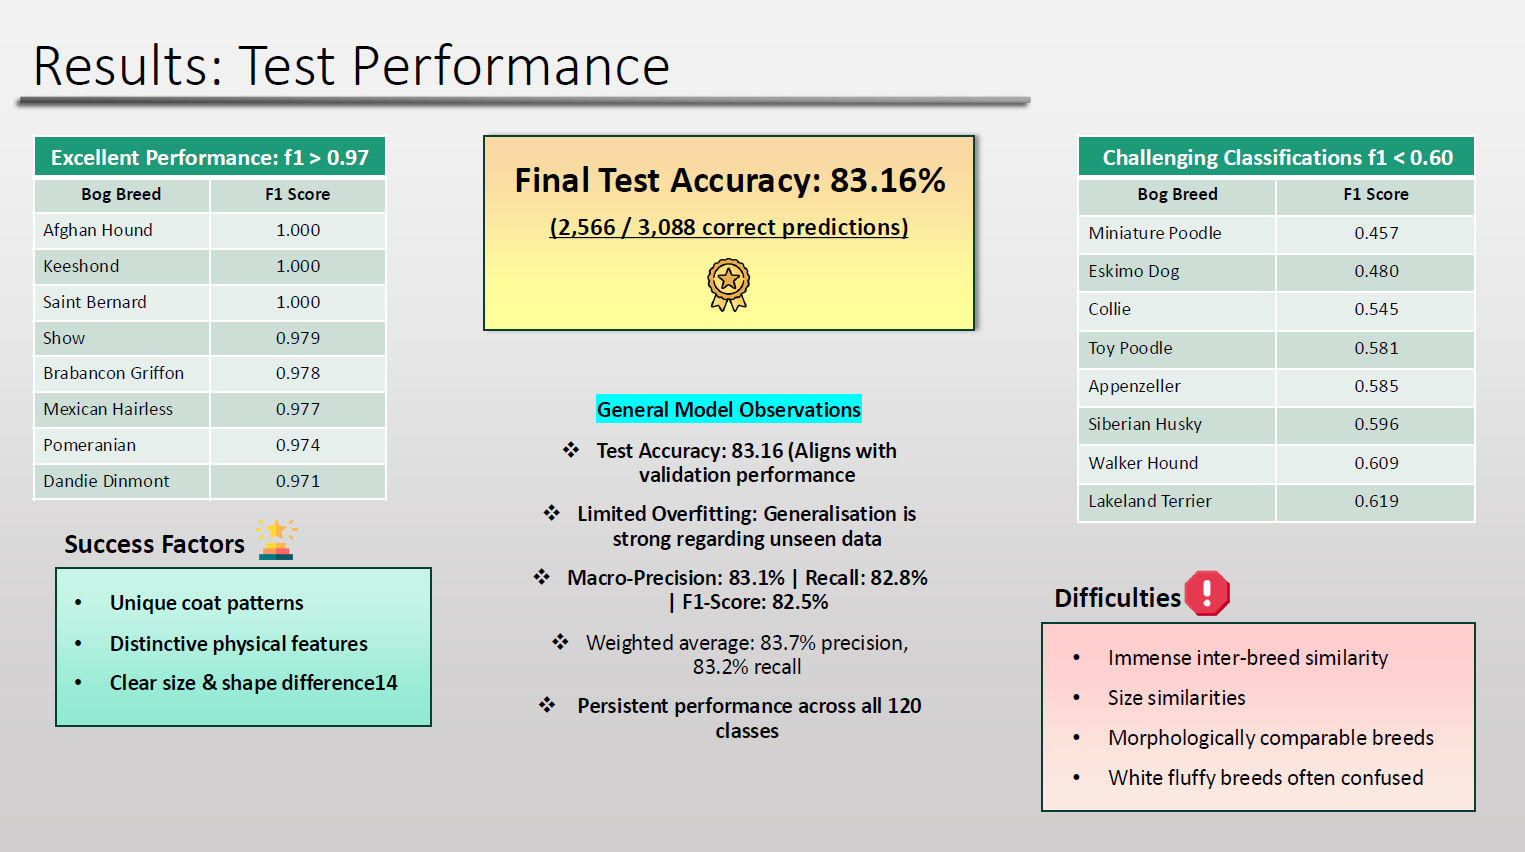 Results: Test Performance
Excellent Performance: f1 > 0.97
Bog Breed F1 Score
Afghan Hound 1.000
Keeshond 1.000
Saint Bernard 1.000
Show 0.979
Brabancon Griffon 0.978
Mexican Hairless 0.977
Pomeranian 0.974
Dandie Dinmont 0.971
Success Factors
• Unique coat patterns
• Distinctive physical features
• Clear size & shape difference14
Final Test Accuracy: 83.16%
(2,566 / 3,088 correct predictions)
General Model Observations
❖ Test Accuracy: 83.16 (Aligns with
validation performance
❖ Limited Overfitting: Generalisation is
strong regarding unseen data
❖ Macro-Precision: 83.1% | Recall: 82.8%
| F1-Score: 82.5%
❖ Weighted average: 83.7% precision,
83.2% recall
❖ Persistent performance across all 120
classes
Challenging Classifications f1 < 0.60
Bog Breed F1 Score
Miniature Poodle 0.457
Eskimo Dog 0.480
Collie 0.545
Toy Poodle 0.581
Appenzeller 0.585
Siberian Husky 0.596
Walker Hound 0.609
Lakeland Terrier 0.619
Difficulties
• Immense inter-breed similarity
• Size similarities
• Morphologically comparable breeds
• White fluffy breeds often confused